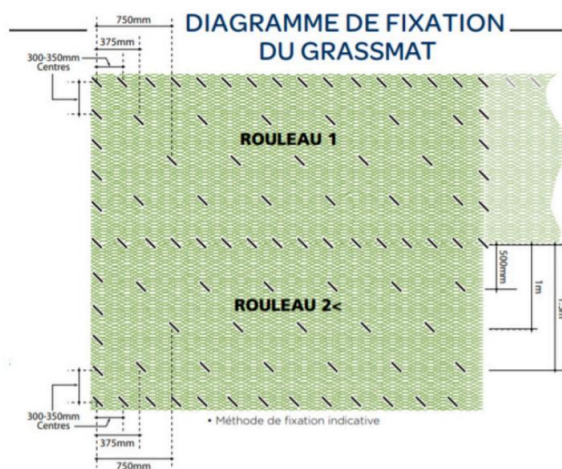 DIAGRAMME DE FIXATION
DU GRASSMAT
750mm
375mm
300-350mm
Centres
ROULEAU 1
500mm
1m
ROULEAU 2<
300-350mm
Centres
• Méthode de fixation indicative
375mm
750mm